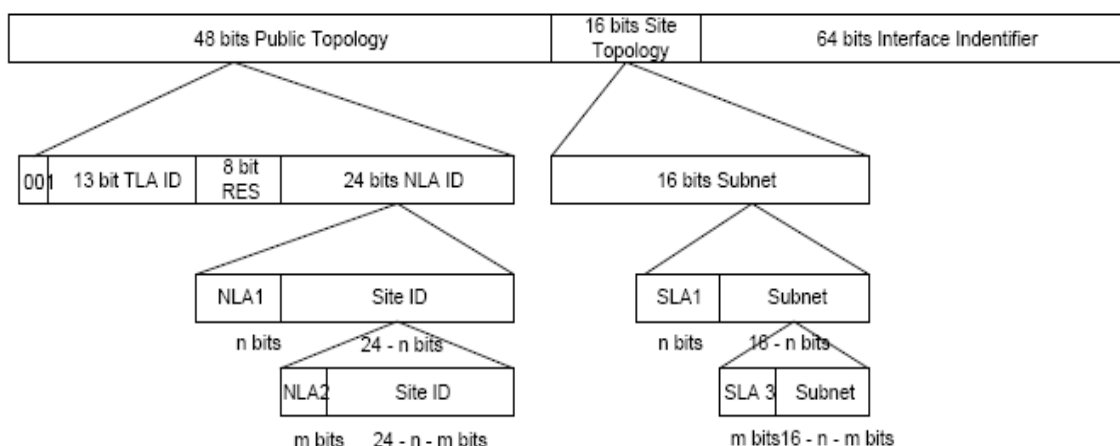 48 bits Public Topology
16 bits Site
Topology
64 bits Interface Indentifier
001
13 bit TLA ID
8 bit
RES
24 bits NLA ID
16 bits Subnet
NLA1
Site ID
SLA1
Subnet
n bits
24 - n bits
n bits
16 - n bits
NLA2
Site ID
SLA 3
Subnet
m bits
24 - n - m bits
m bits
16 - n - m bits